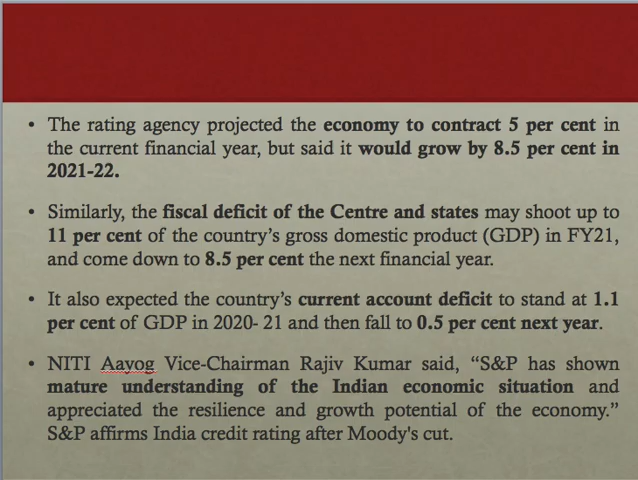 • The rating agency projected the economy to contract 5 per cent in
the current financial year, but said it would grow by 8.5 per cent in
2021-22.
• Similarly, the fiscal deficit of the Centre and states may shoot up to
11 per cent of the country's gross domestic product (GDP) in FY21,
and come down to 8.5 per cent the next financial year.
• It also expected the country's current account deficit to stand at 1.1
per cent of GDP in 2020- 21 and then fall to 0.5 per cent next year.
• NITI Aayog Vice-Chairman Rajiv Kumar said, “S&P has shown
mature understanding of the Indian economic situation and
appreciated the resilience and growth potential of the economy.”
S&P affirms India credit rating after Moody's cut.